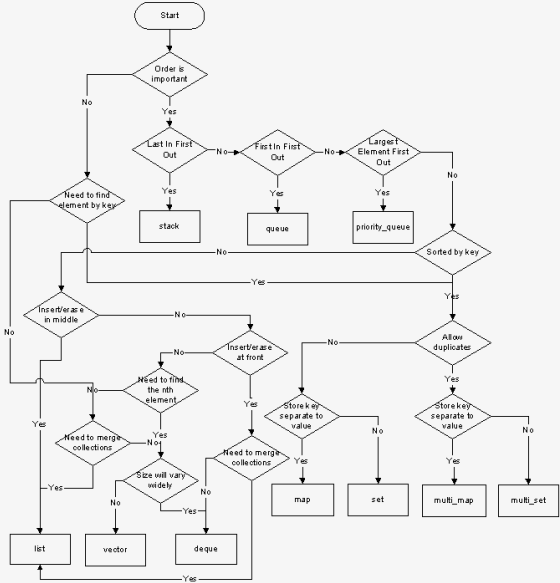 Start
Order is
important
No
Yes
Last In First
Out
No
First In First
Out
No
Largest
Element First
Out
No
Yes
Yes
Yes
Need to find
element by key
stack
queue
priority_queue
No
Sorted by key
Yes
Yes
Insert/erase
in middle
No
No
Insert/erase
at front
No
No
Allow
duplicates
Yes
Need to find
the nth
element
No
Yes
Yes
Yes
Store key
separate to
value
No
Store key
separate to
value
No
Need to merge
collections
No
Need to merge
collections
Yes
Yes
Size will vary
widely
Yes
No
Yes
No
map
set
multi_map
multi_set
list
vector
deque
Yes